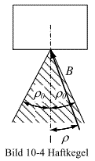 B
ρ₀ ρ₀
ρ
Bild 10-4 Haftkegel